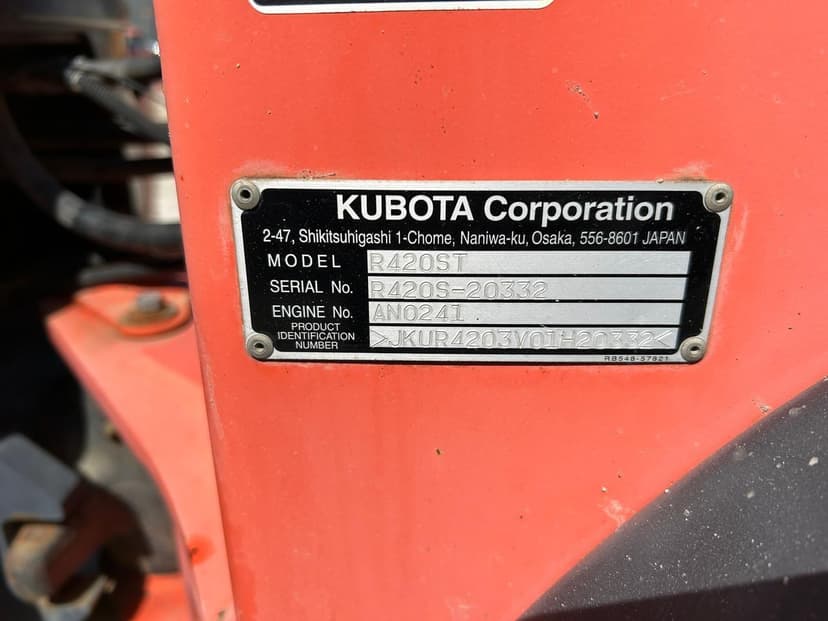 KUBOTA Corporation
2-47, Shikitsuhigashi 1-Chome, Naniwa-ku, Osaka, 556-8601 JAPAN
MODEL R420ST
SERIAL No. R420S-20332
ENGINE No. AN0241
PRODUCT IDENTIFICATION NUMBER >JKUR4203V01H20332<
RB548-57821